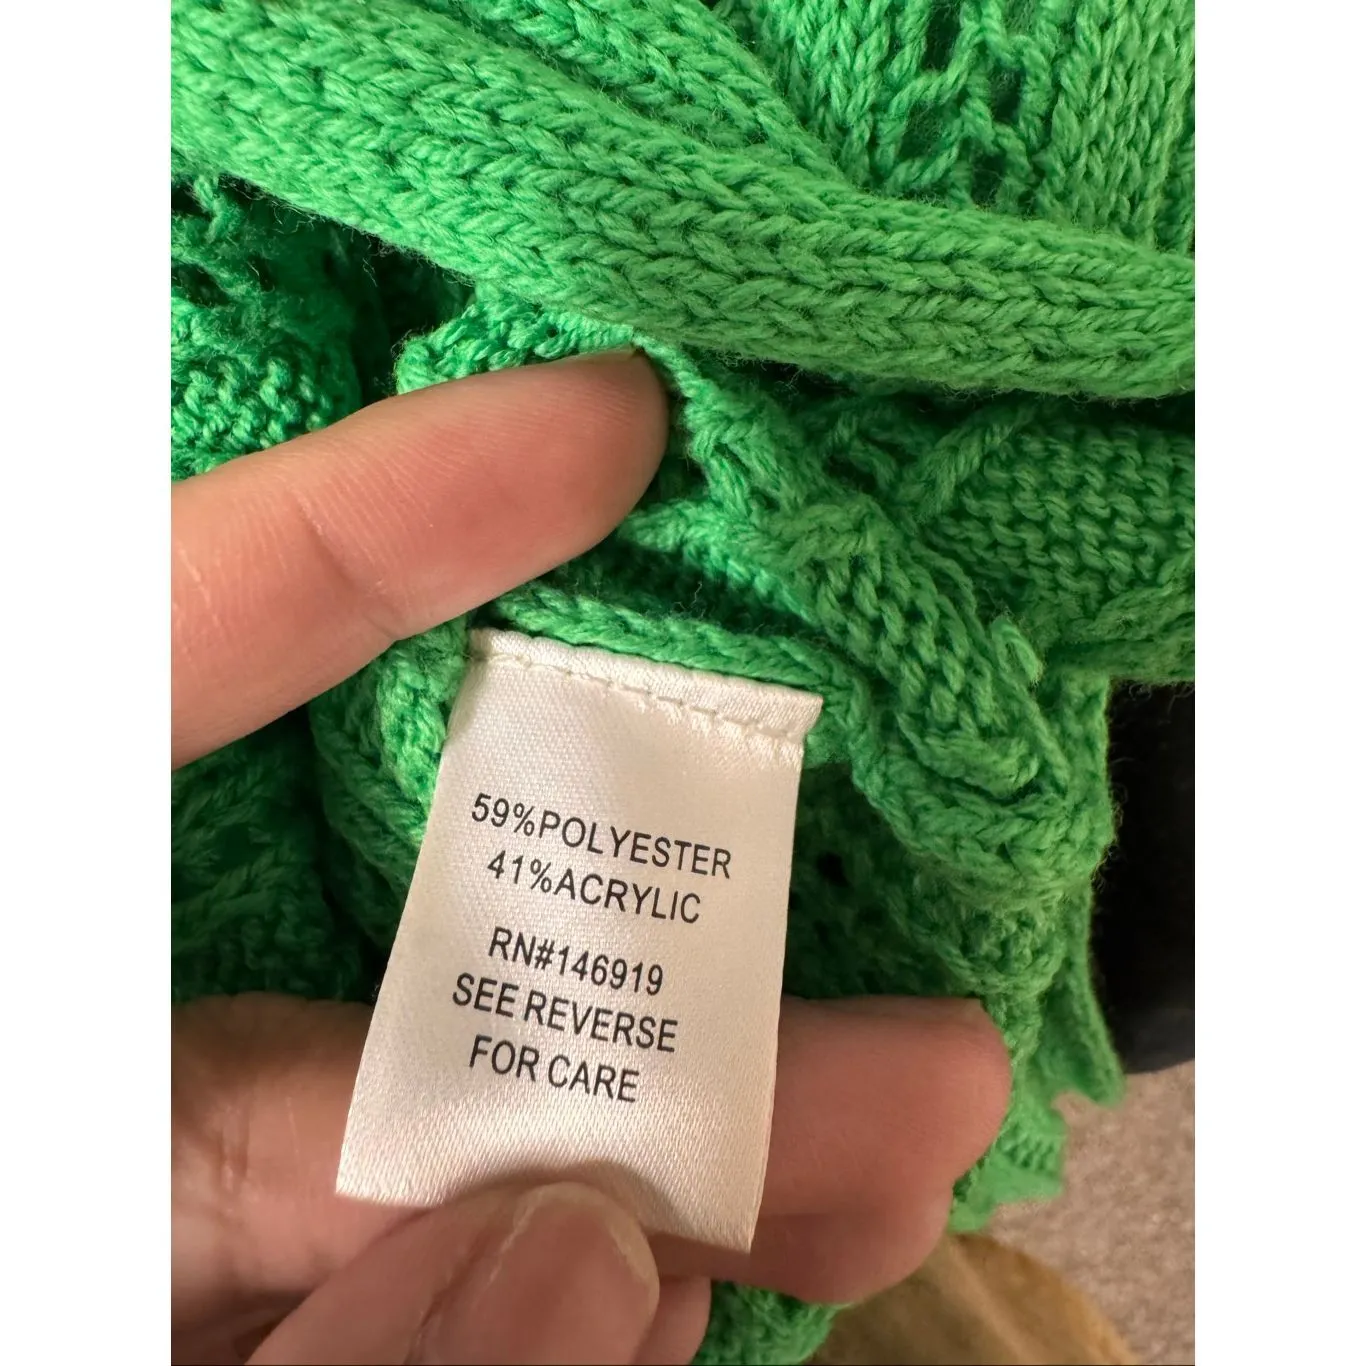 59%POLYESTER
41%ACRYLIC
RN#146919
SEE REVERSE
FOR CARE